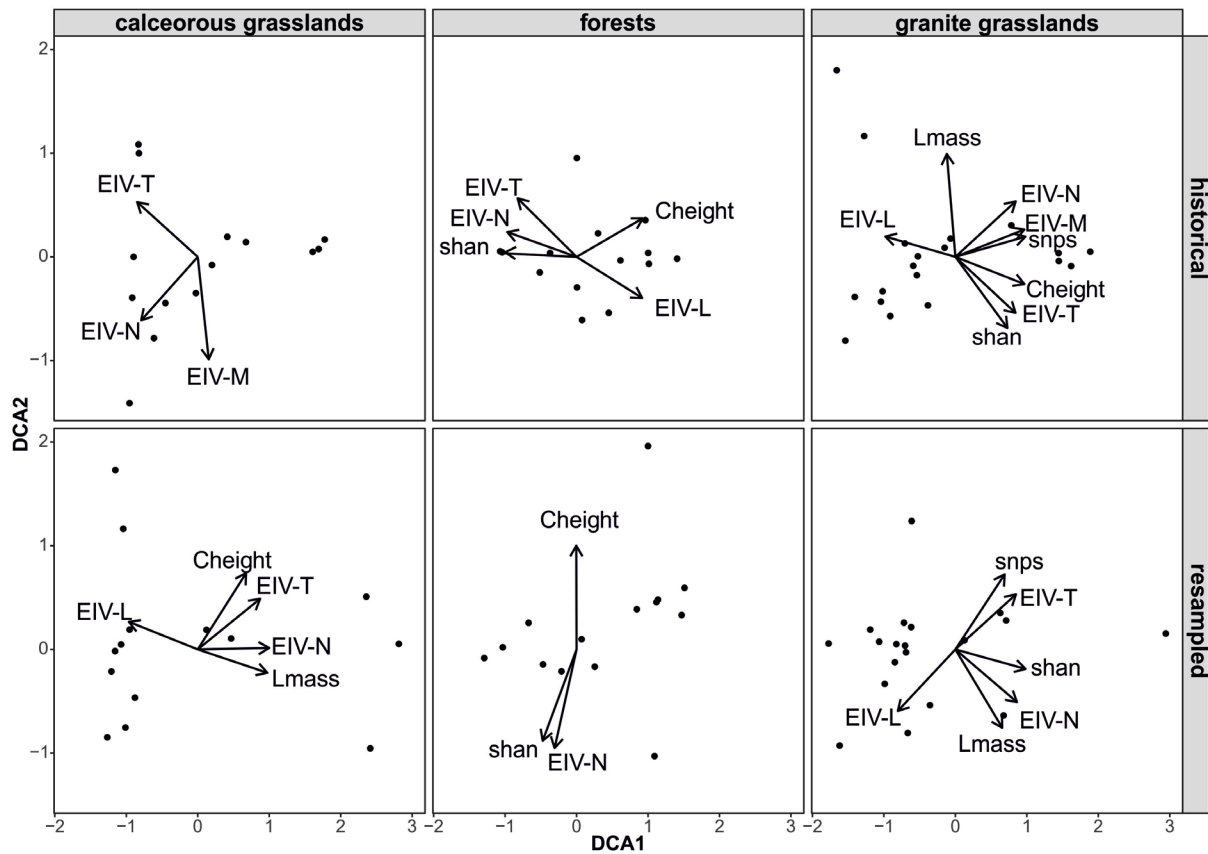 calceorous grasslands
forests
granite grasslands
2
1
0
−1
EIV-T
EIV-N
EIV-M
EIV-T
EIV-N
shan
Cheight
EIV-L
Lmass
EIV-L
EIV-N
EIV-M
snps
Cheight
EIV-T
shan
historical
DCA2
2
1
0
−1
Cheight
EIV-T
EIV-L
EIV-N
Lmass
Cheight
shan
EIV-N
snps
EIV-T
shan
EIV-L
EIV-N
Lmass
resampled
−2 −1 0 1 2 3 −2 −1 0 1 2 3 −2 −1 0 1 2 3
DCA1